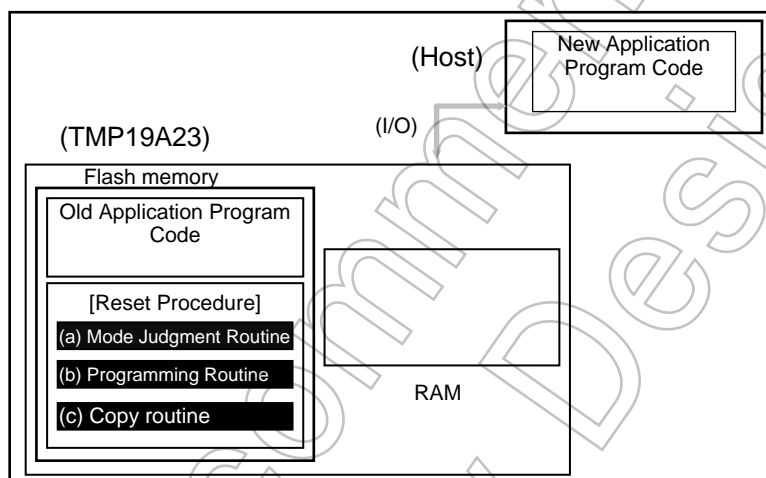 (Host)
New Application
Program Code
(I/O)
(TMP19A23)
Flash memory
Old Application Program
Code
[Reset Procedure]
(a) Mode Judgment Routine
(b) Programming Routine
(c) Copy routine
RAM